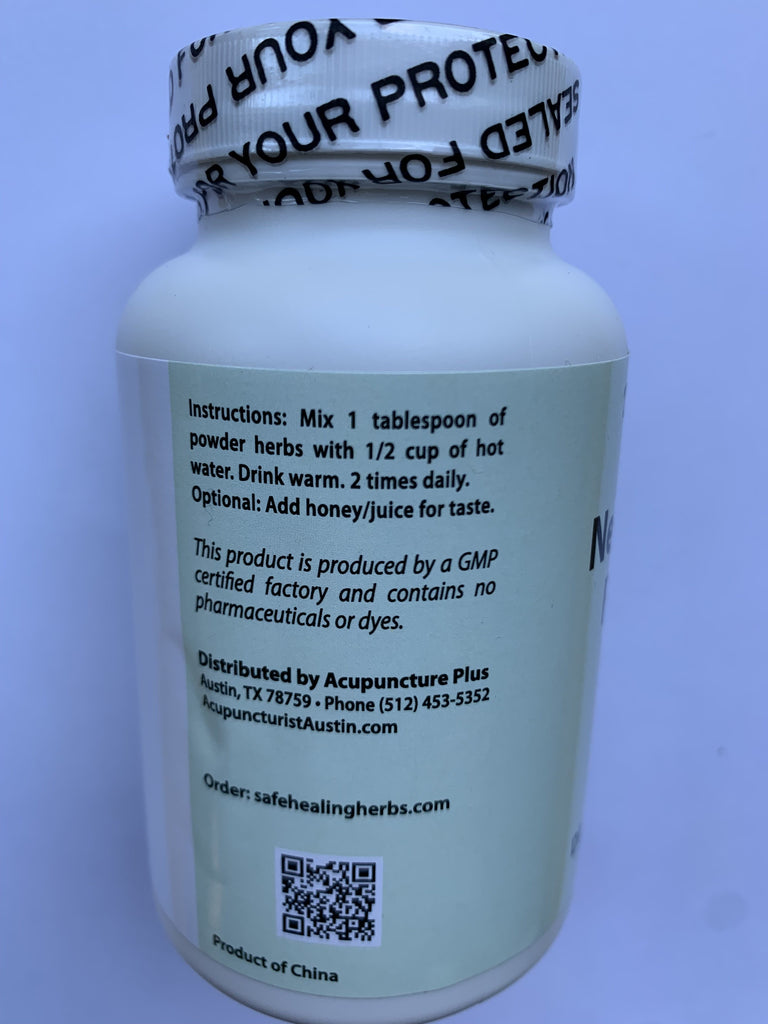 YOUR
YOUR PROTEC
SEALED FOR
Instructions: Mix 1 tablespoon of
powder herbs with 1/2 cup of hot
water. Drink warm. 2 times daily.
Optional: Add honey/juice for taste.
This product is produced by a GMP
certified factory and contains no
pharmaceuticals or dyes.
Distributed by Acupuncture Plus
Austin, TX 78759 • Phone (512) 453-5352
AcupuncturistAustin.com
Order: safehealingherbs.com
Product of China
Ne